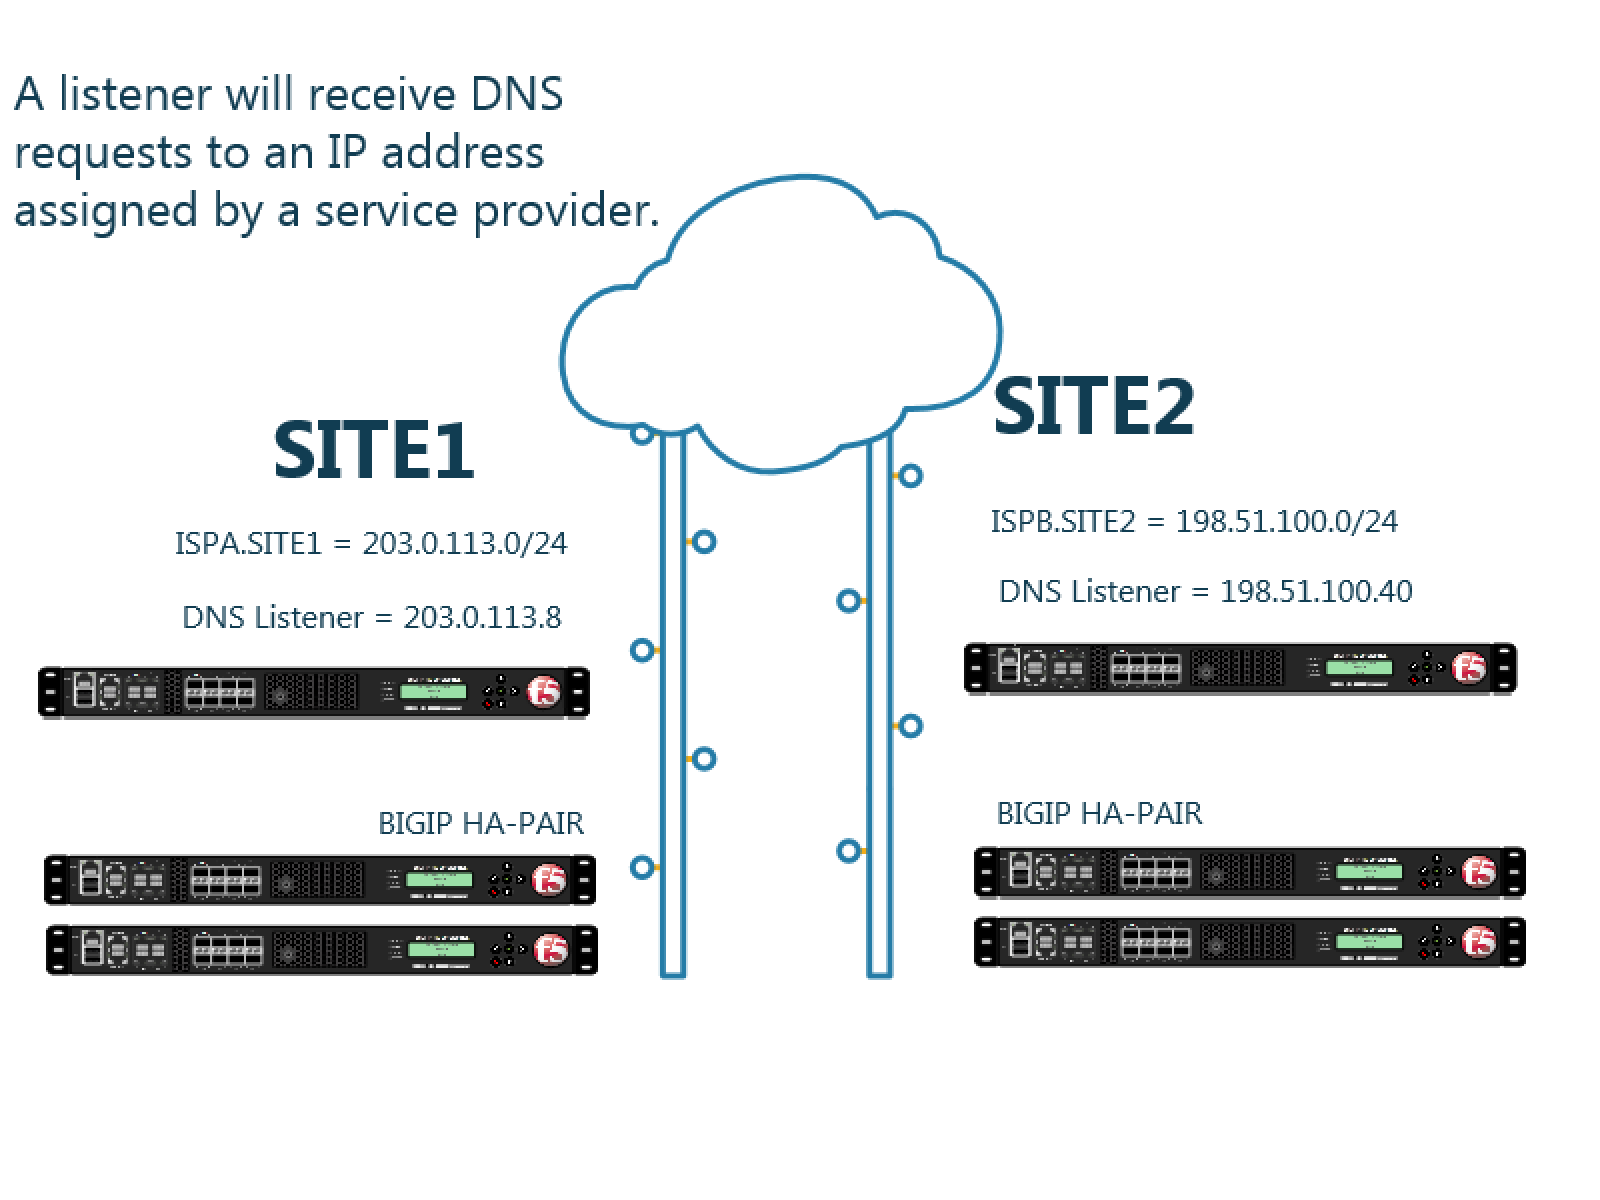 A listener will receive DNS
requests to an IP address
assigned by a service provider.
SITE1
ISPA.SITE1 = 203.0.113.0/24
DNS Listener = 203.0.113.8
f5
BIGIP HA-PAIR
f5
f5
SITE2
ISPB.SITE2 = 198.51.100.0/24
DNS Listener = 198.51.100.40
f5
BIGIP HA-PAIR
f5
f5